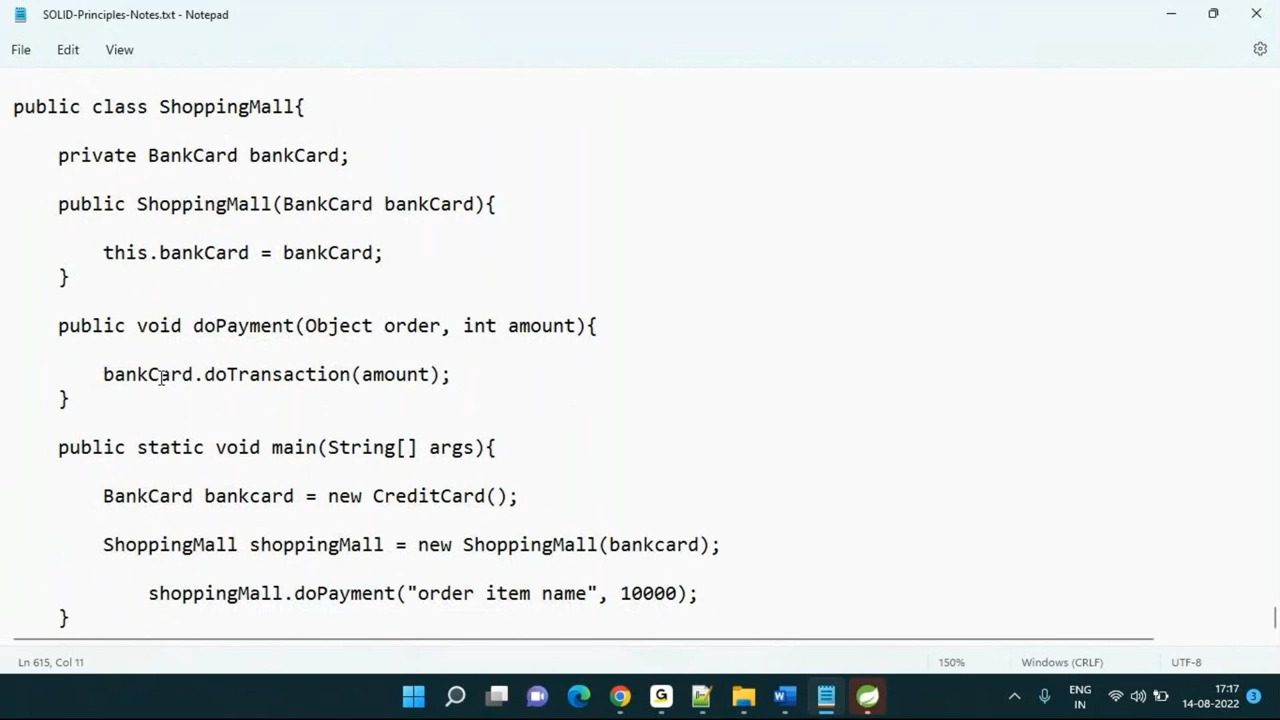 SOLID-Principles-Notes.txt - Notepad
File Edit View
public class ShoppingMall{
private BankCard bankCard;
public ShoppingMall(BankCard bankCard){
this.bankCard = bankCard;
}
public void doPayment(Object order, int amount){
bankCard.doTransaction(amount);
}
public static void main(String[] args){
BankCard bankcard = new CreditCard();
ShoppingMall shoppingMall = new ShoppingMall(bankcard);
shoppingMall.doPayment("order item name", 10000);
}
Ln 615, Col 11 150% Windows (CRLF) UTF-8
ENG 17:17
IN 14-08-2022 3